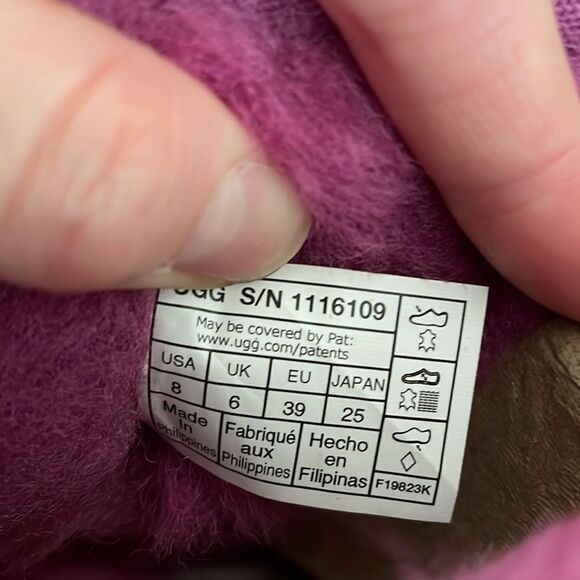 UGG S/N 1116109
May be covered by Pat:
www.ugg.com/patents
USA UK EU JAPAN
8 6 39 25
Made in Philippines
Fabriqué aux Philippines
Hecho en Filipinas
F19823K